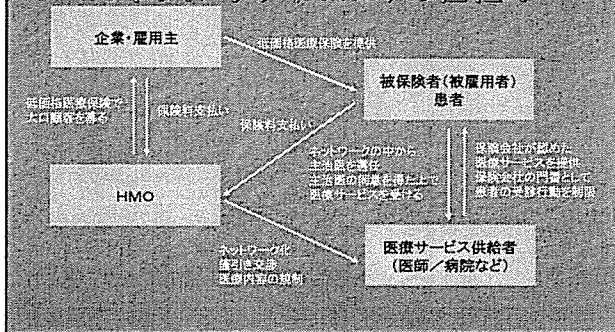 企業・雇用主
低価格医療保険を提供
被保険者(被雇用者)
患者
低価格医療保険で
大口顧客を獲る
保険料支払い
保険料支払い
ネットワークの中から
主治医を選任
主治医の同意を得た上で
医療サービスを受ける
保険会社が認めた
医療サービスを提供
保険会社の門番として
患者の受診行動を制限
HMO
ネットワーク化
値引き交渉
医療内容の規制
医療サービス供給者
(医師/病院など)